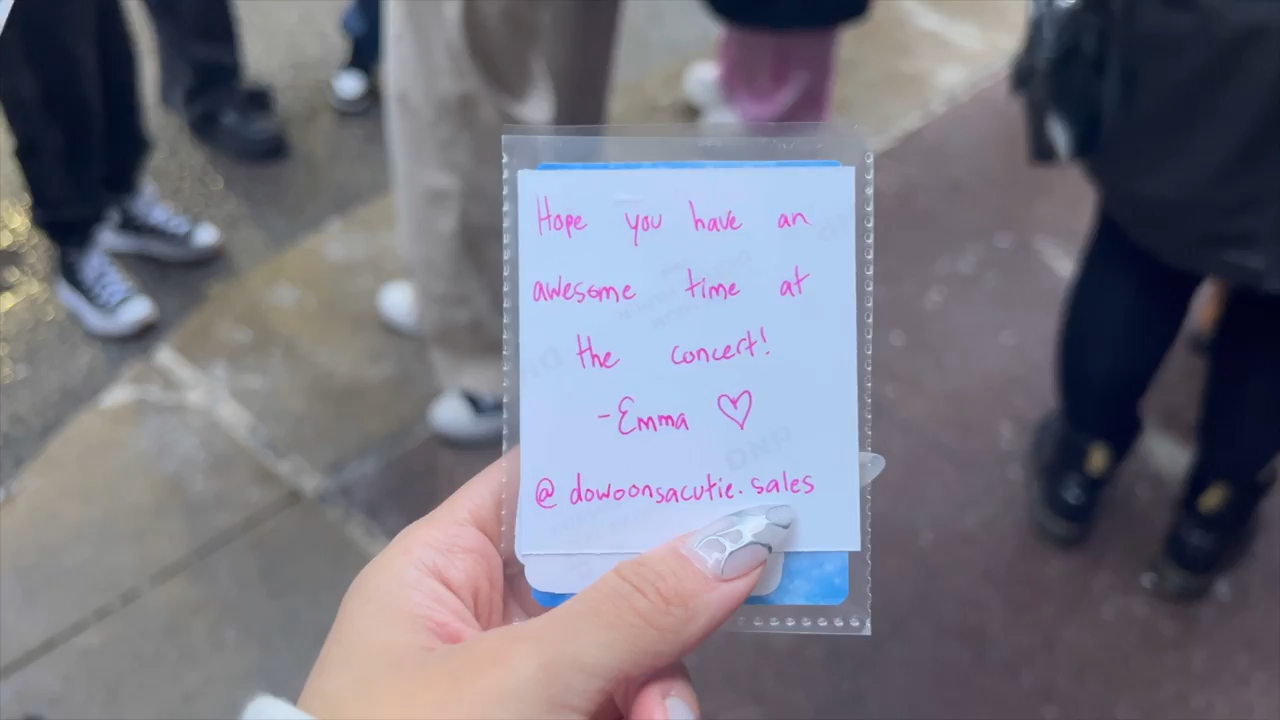 Hope you have an
awesome time at
the concert!
-Emma ♡
@dowoonsacutie.sales